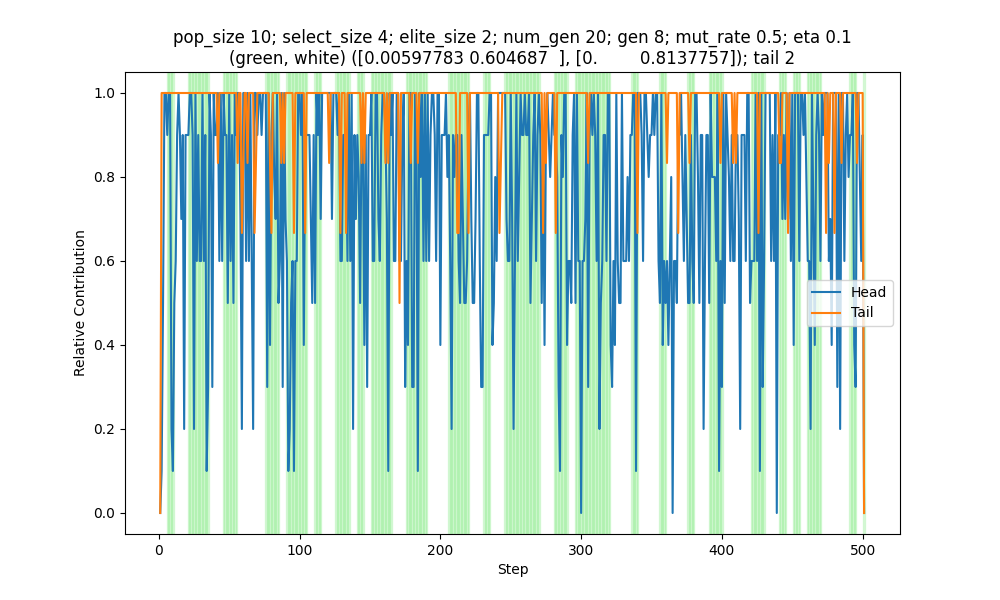 pop_size 10; select_size 4; elite_size 2; num_gen 20; gen 8; mut_rate 0.5; eta 0.1
(green, white) ([0.00597783 0.604687  ], [0.        0.8137757]); tail 2
1.0
0.8
0.6
0.4
0.2
0.0
Relative Contribution
Head
Tail
0
100
200
300
400
500
Step